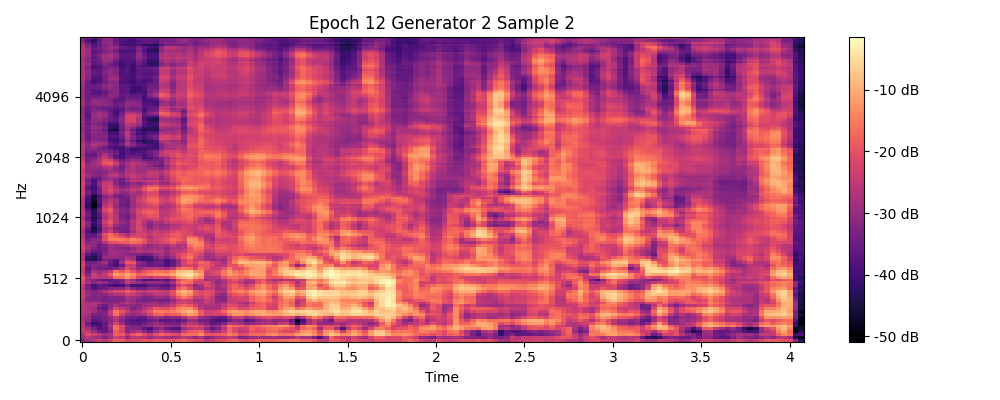 Epoch 12 Generator 2 Sample 2
Hz
4096
2048
1024
512
0
0 0.5 1 1.5 2 2.5 3 3.5 4
Time
-10 dB
-20 dB
-30 dB
-40 dB
-50 dB